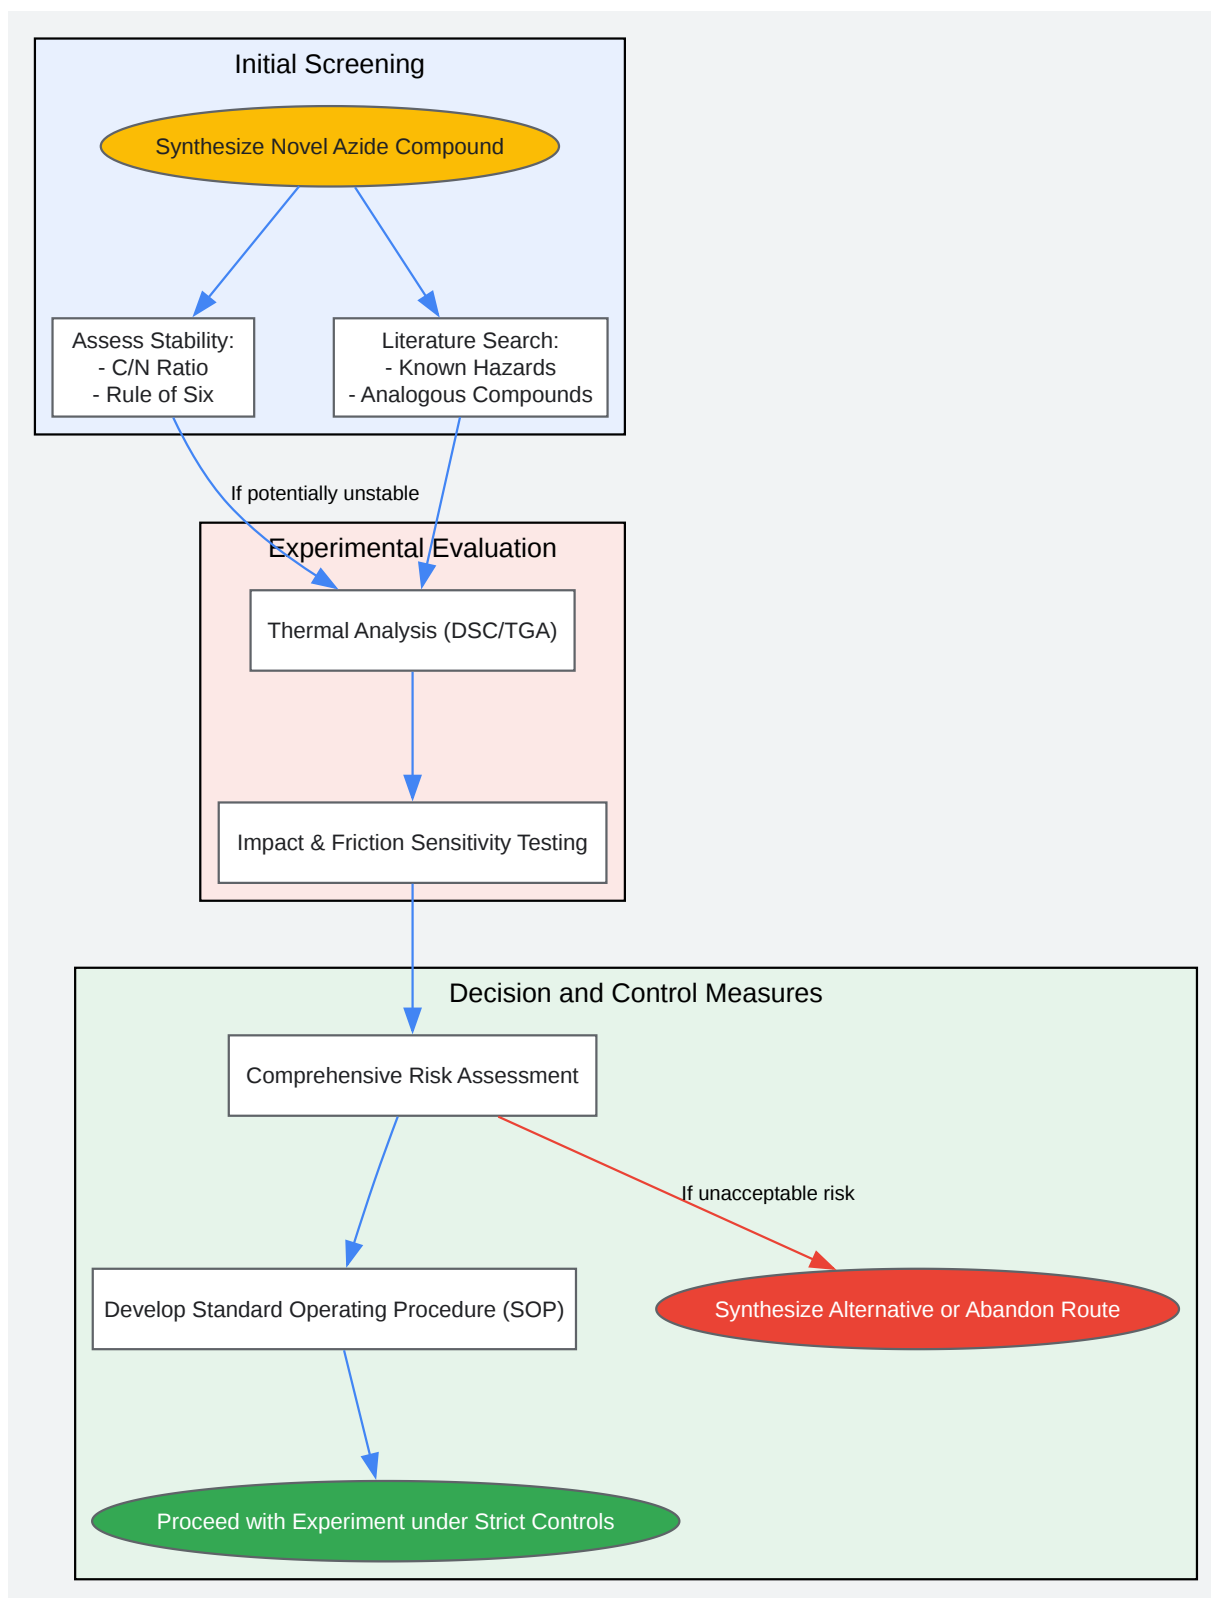 Initial Screening
Synthesize Novel Azide Compound
Assess Stability:
- C/N Ratio
- Rule of Six
Literature Search:
- Known Hazards
- Analogous Compounds
If potentially unstable
Experimental Evaluation
Thermal Analysis (DSC/TGA)
Impact & Friction Sensitivity Testing
Decision and Control Measures
Comprehensive Risk Assessment
If unacceptable risk
Develop Standard Operating Procedure (SOP)
Synthesize Alternative or Abandon Route
Proceed with Experiment under Strict Controls